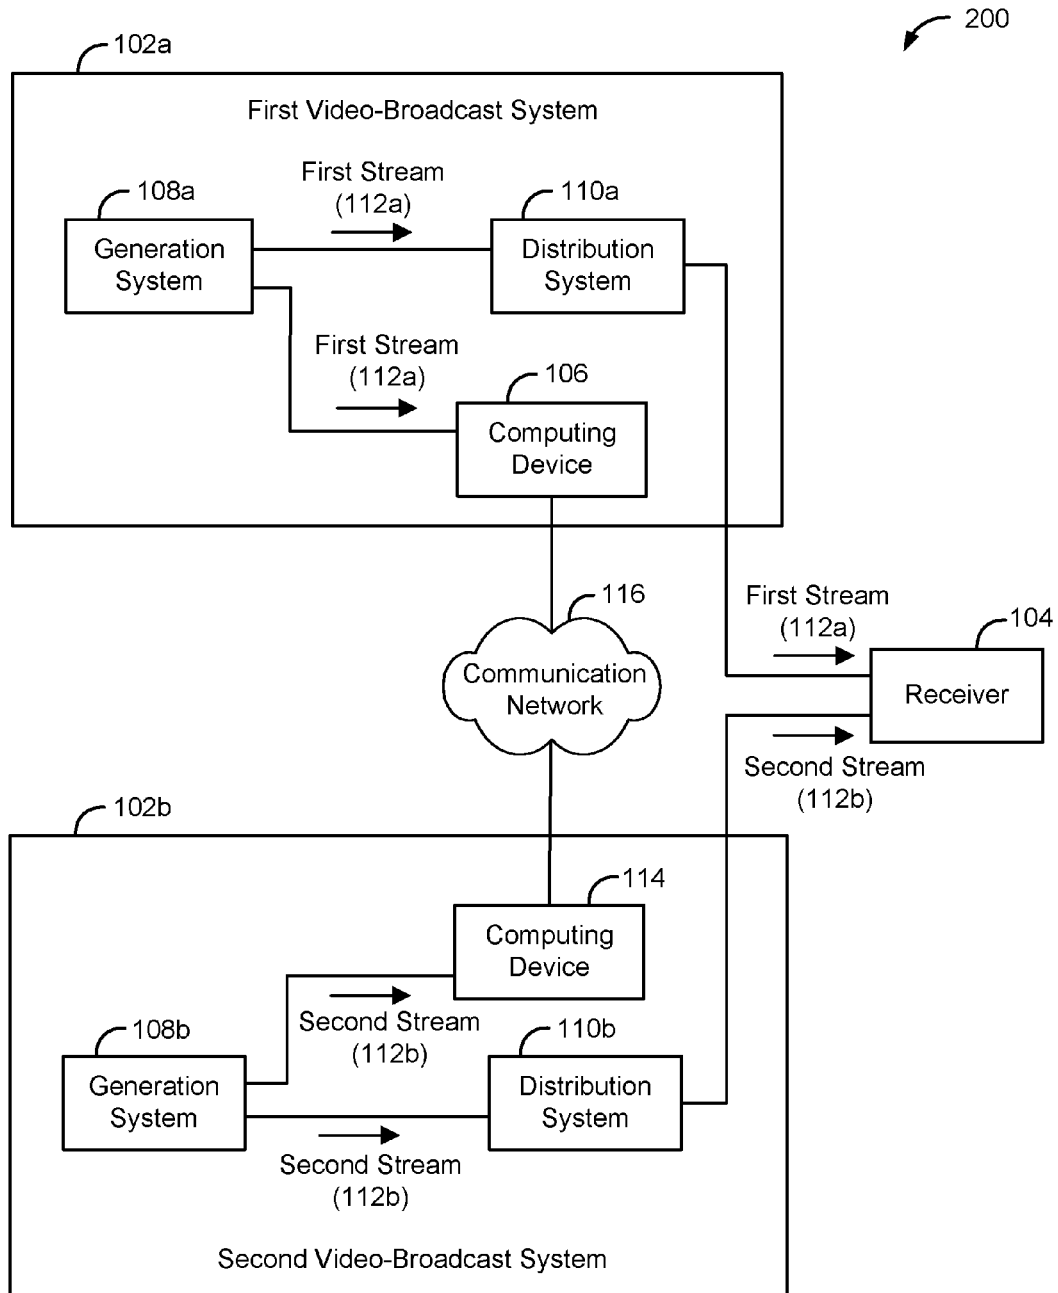 200
102a
First Video-Broadcast System
First Stream
(112a)
108a
110a
Generation
System
Distribution
System
First Stream
(112a)
106
Computing
Device
116
Communication
Network
First Stream
(112a)
104
Receiver
Second Stream
(112b)
102b
114
Computing
Device
Second Stream
(112b)
108b
110b
Generation
System
Distribution
System
Second Stream
(112b)
Second Video-Broadcast System